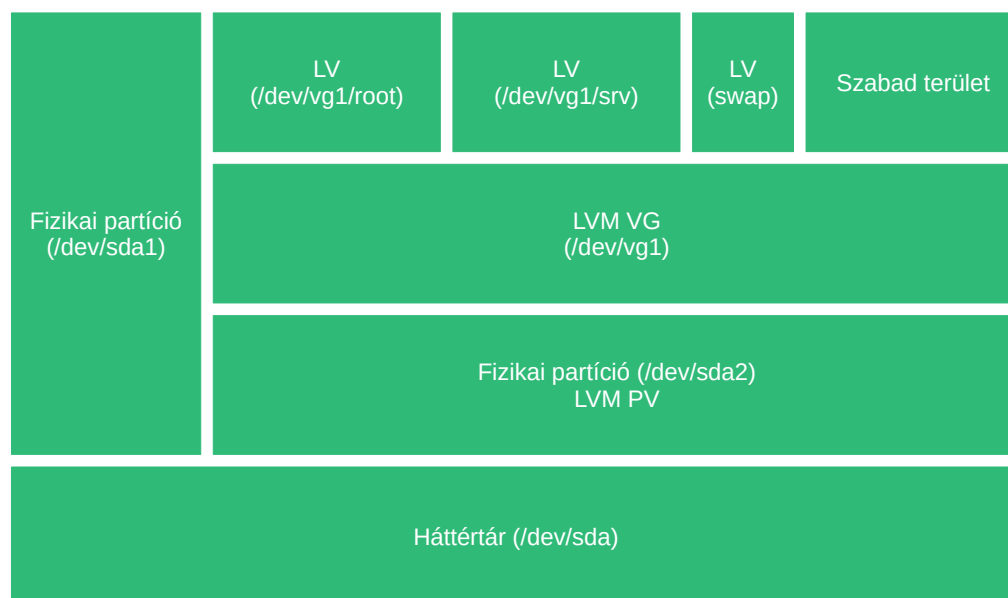 LV
(/dev/vg1/root)
LV
(/dev/vg1/srv)
LV
(swap)
Szabad terület
Fizikai partíció
(/dev/sda1)
LVM VG
(/dev/vg1)
Fizikai partíció (/dev/sda2)
LVM PV
Háttértár (/dev/sda)